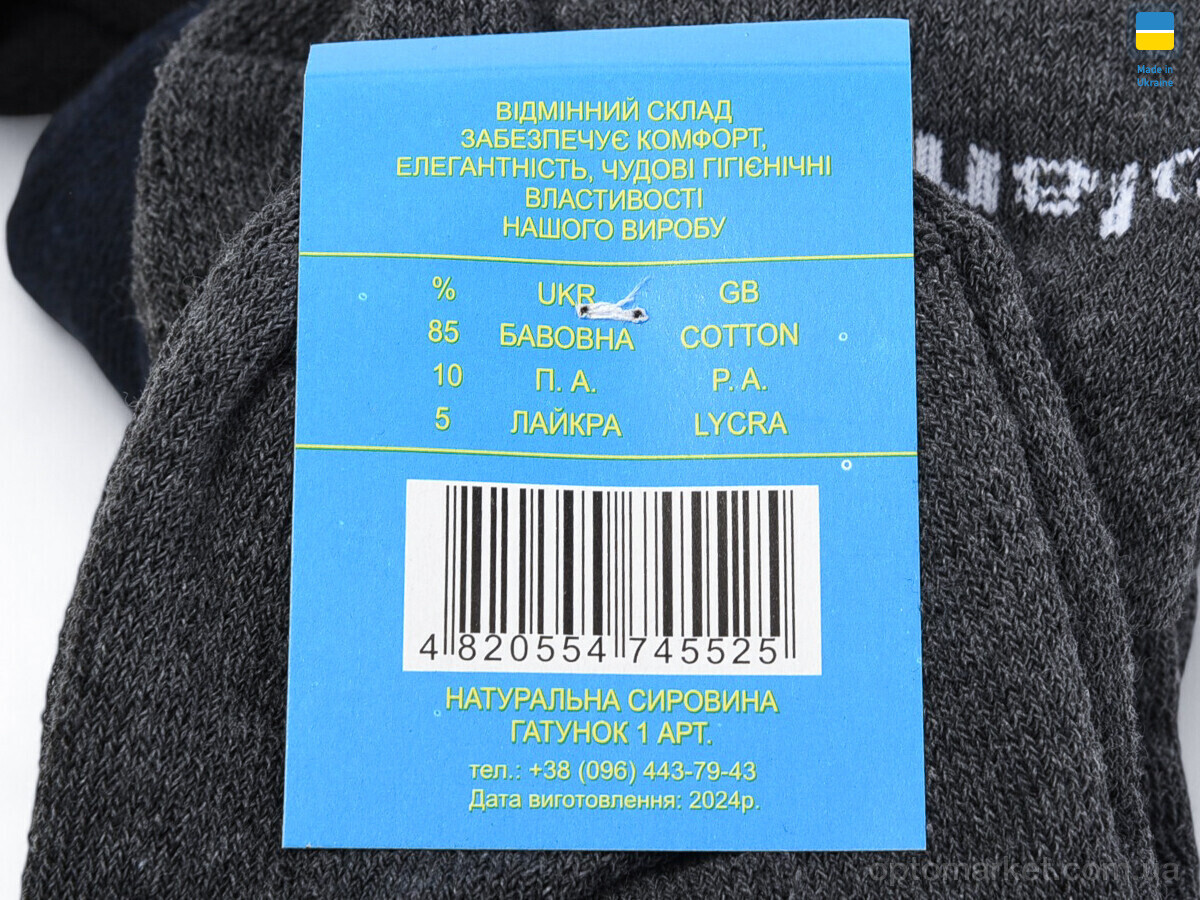 Made in
Ukraine
ВІДМІННИЙ СКЛАД
ЗАБЕЗПЕЧУЄ КОМФОРТ,
ЕЛЕГАНТНІСТЬ, ЧУДОВІ ГІГІЄНІЧНІ
ВЛАСТИВОСТІ
НАШОГО ВИРОБУ
% UKR GB
85 БАВОВНА COTTON
10 П. А. P. A.
5 ЛАЙКРА LYCRA
4 820554 745525
НАТУРАЛЬНА СИРОВИНА
ГАТУНОК 1 АРТ.
тел.: +38 (096) 443-79-43
Дата виготовлення: 2024р.
optomarket.com.ua